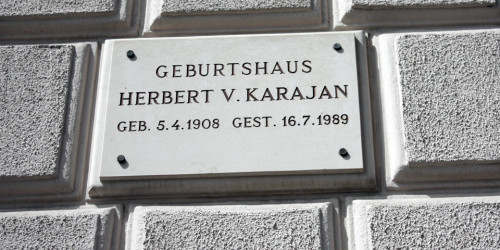 GEBURTSHAUS
HERBERT V. KARAJAN
GEB. 5.4.1908 GEST. 16.7.1989